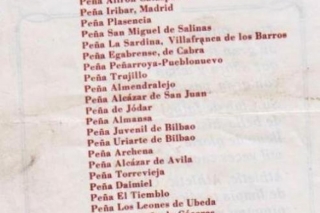 Peña
Peña Iribar, Madrid
Peña Plasencia
Peña San Miguel de Salinas
Peña La Sardina, Villafranca de los Barros
Peña Egabrense, de Cabra
Peña Peñarroya-Pueblonuevo
Peña Trujillo
Peña Almendralejo
Peña Alcázar de San Juan
Peña de Jódar
Peña Almansa
Peña Juvenil de Bilbao
Peña Uriarte de Bilbao
Peña Archena
Peña Alcázar de Avila
Peña Torrevieja
Peña Daimiel
Peña El Tiemblo
Peña Los Leones de Ubeda